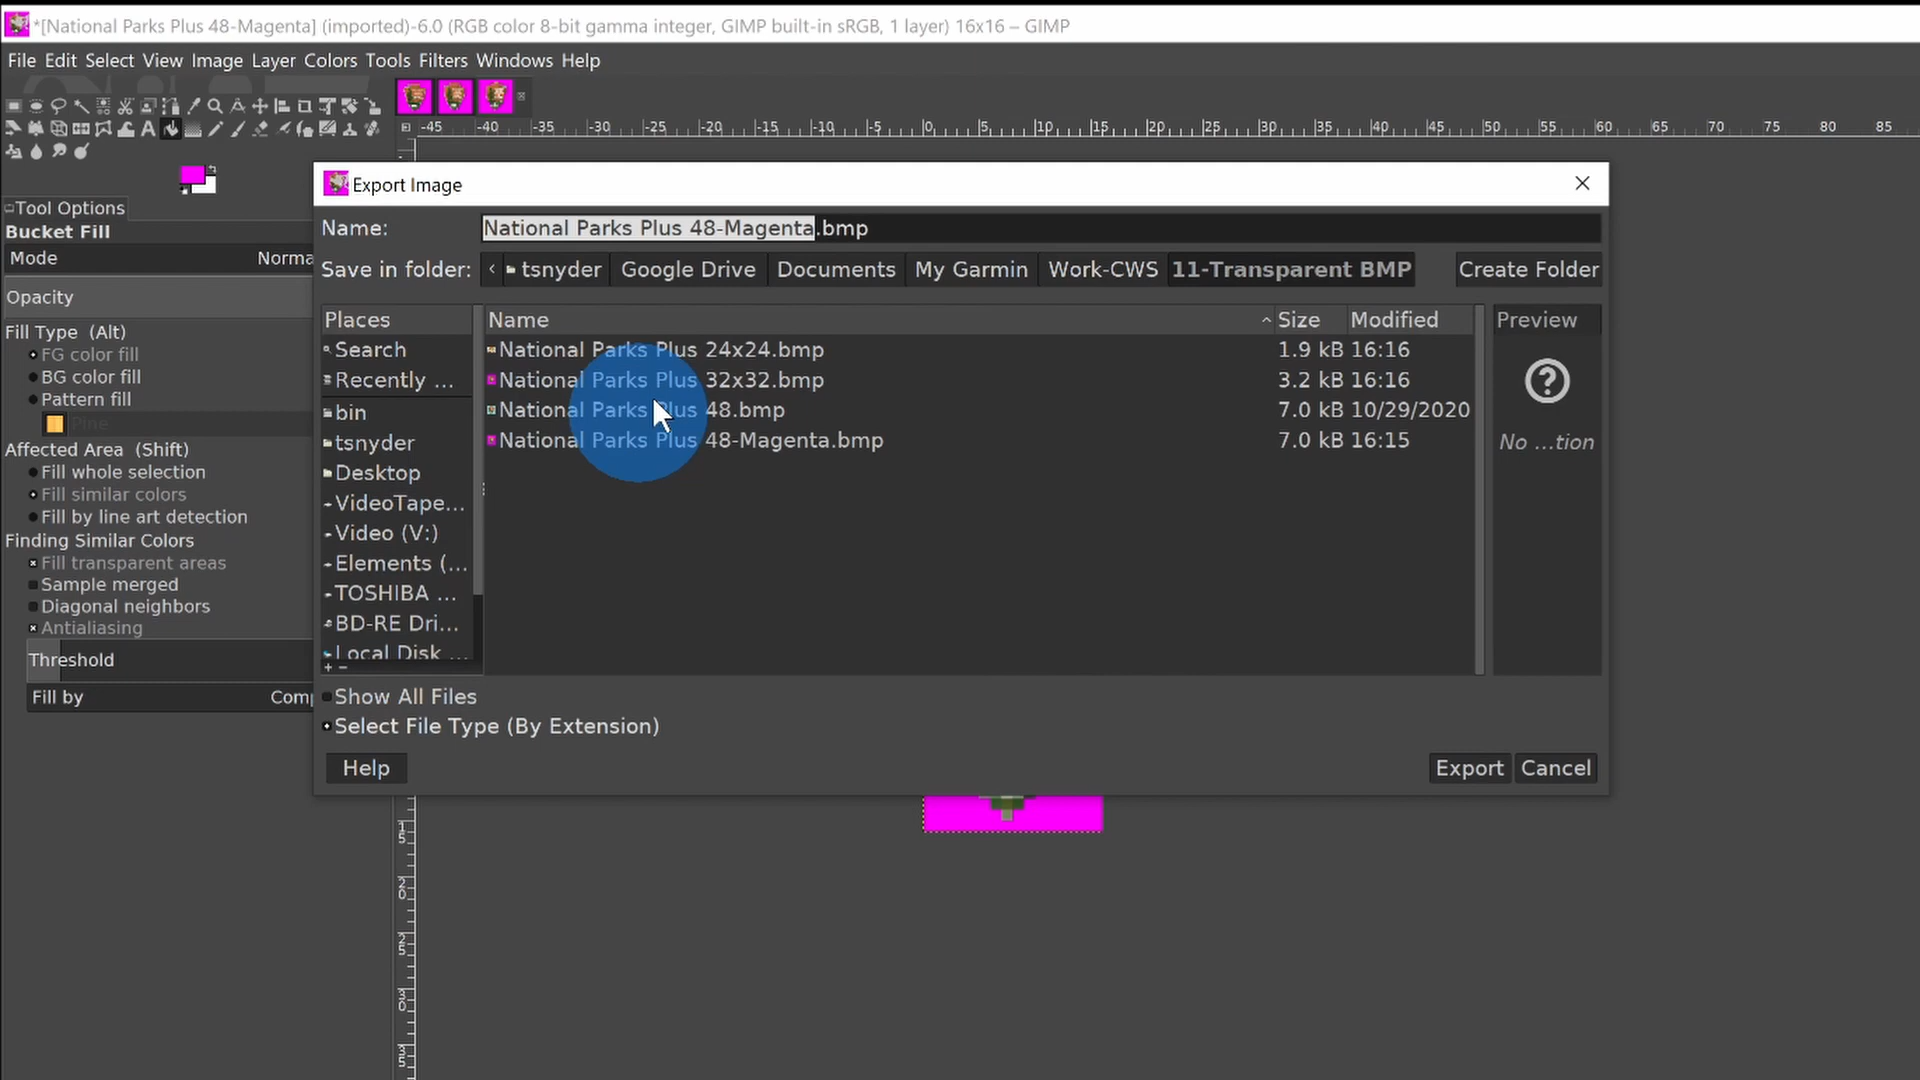 *[National Parks Plus 48-Magenta] (imported)-6.0 (RGB color 8-bit gamma integer, GIMP built-in sRGB, 1 layer) 16x16 – GIMP
File Edit Select View Image Layer Colors Tools Filters Windows Help
-45 -40 -35 -30 -25 -20 -15 -10 -5 0 5 10 15 20 25 30 35 40 45 50 55 60 65 70 75 80 85
Export Image
Tool Options
Bucket Fill
Mode Norma
Opacity
Fill Type (Alt)
FG color fill
BG color fill
Pattern fill
Pine
Affected Area (Shift)
Fill whole selection
Fill similar colors
Fill by line art detection
Finding Similar Colors
Fill transparent areas
Sample merged
Diagonal neighbors
Antialiasing
Threshold
Fill by Comp
Name: National Parks Plus 48-Magenta.bmp
Save in folder: tsnyder Google Drive Documents My Garmin Work-CWS 11-Transparent BMP Create Folder
Places
Search
Recently ...
bin
tsnyder
Desktop
VideoTape...
Video (V:)
Elements (...
TOSHIBA ...
BD-RE Dri...
Local Disk ...
Name Size Modified
National Parks Plus 24x24.bmp 1.9 kB 16:16
National Parks Plus 32x32.bmp 3.2 kB 16:16
National Parks Plus 48.bmp 7.0 kB 10/29/2020
National Parks Plus 48-Magenta.bmp 7.0 kB 16:15
Preview
No ...tion
Show All Files
Select File Type (By Extension)
Help Export Cancel
15
20
25
30
35